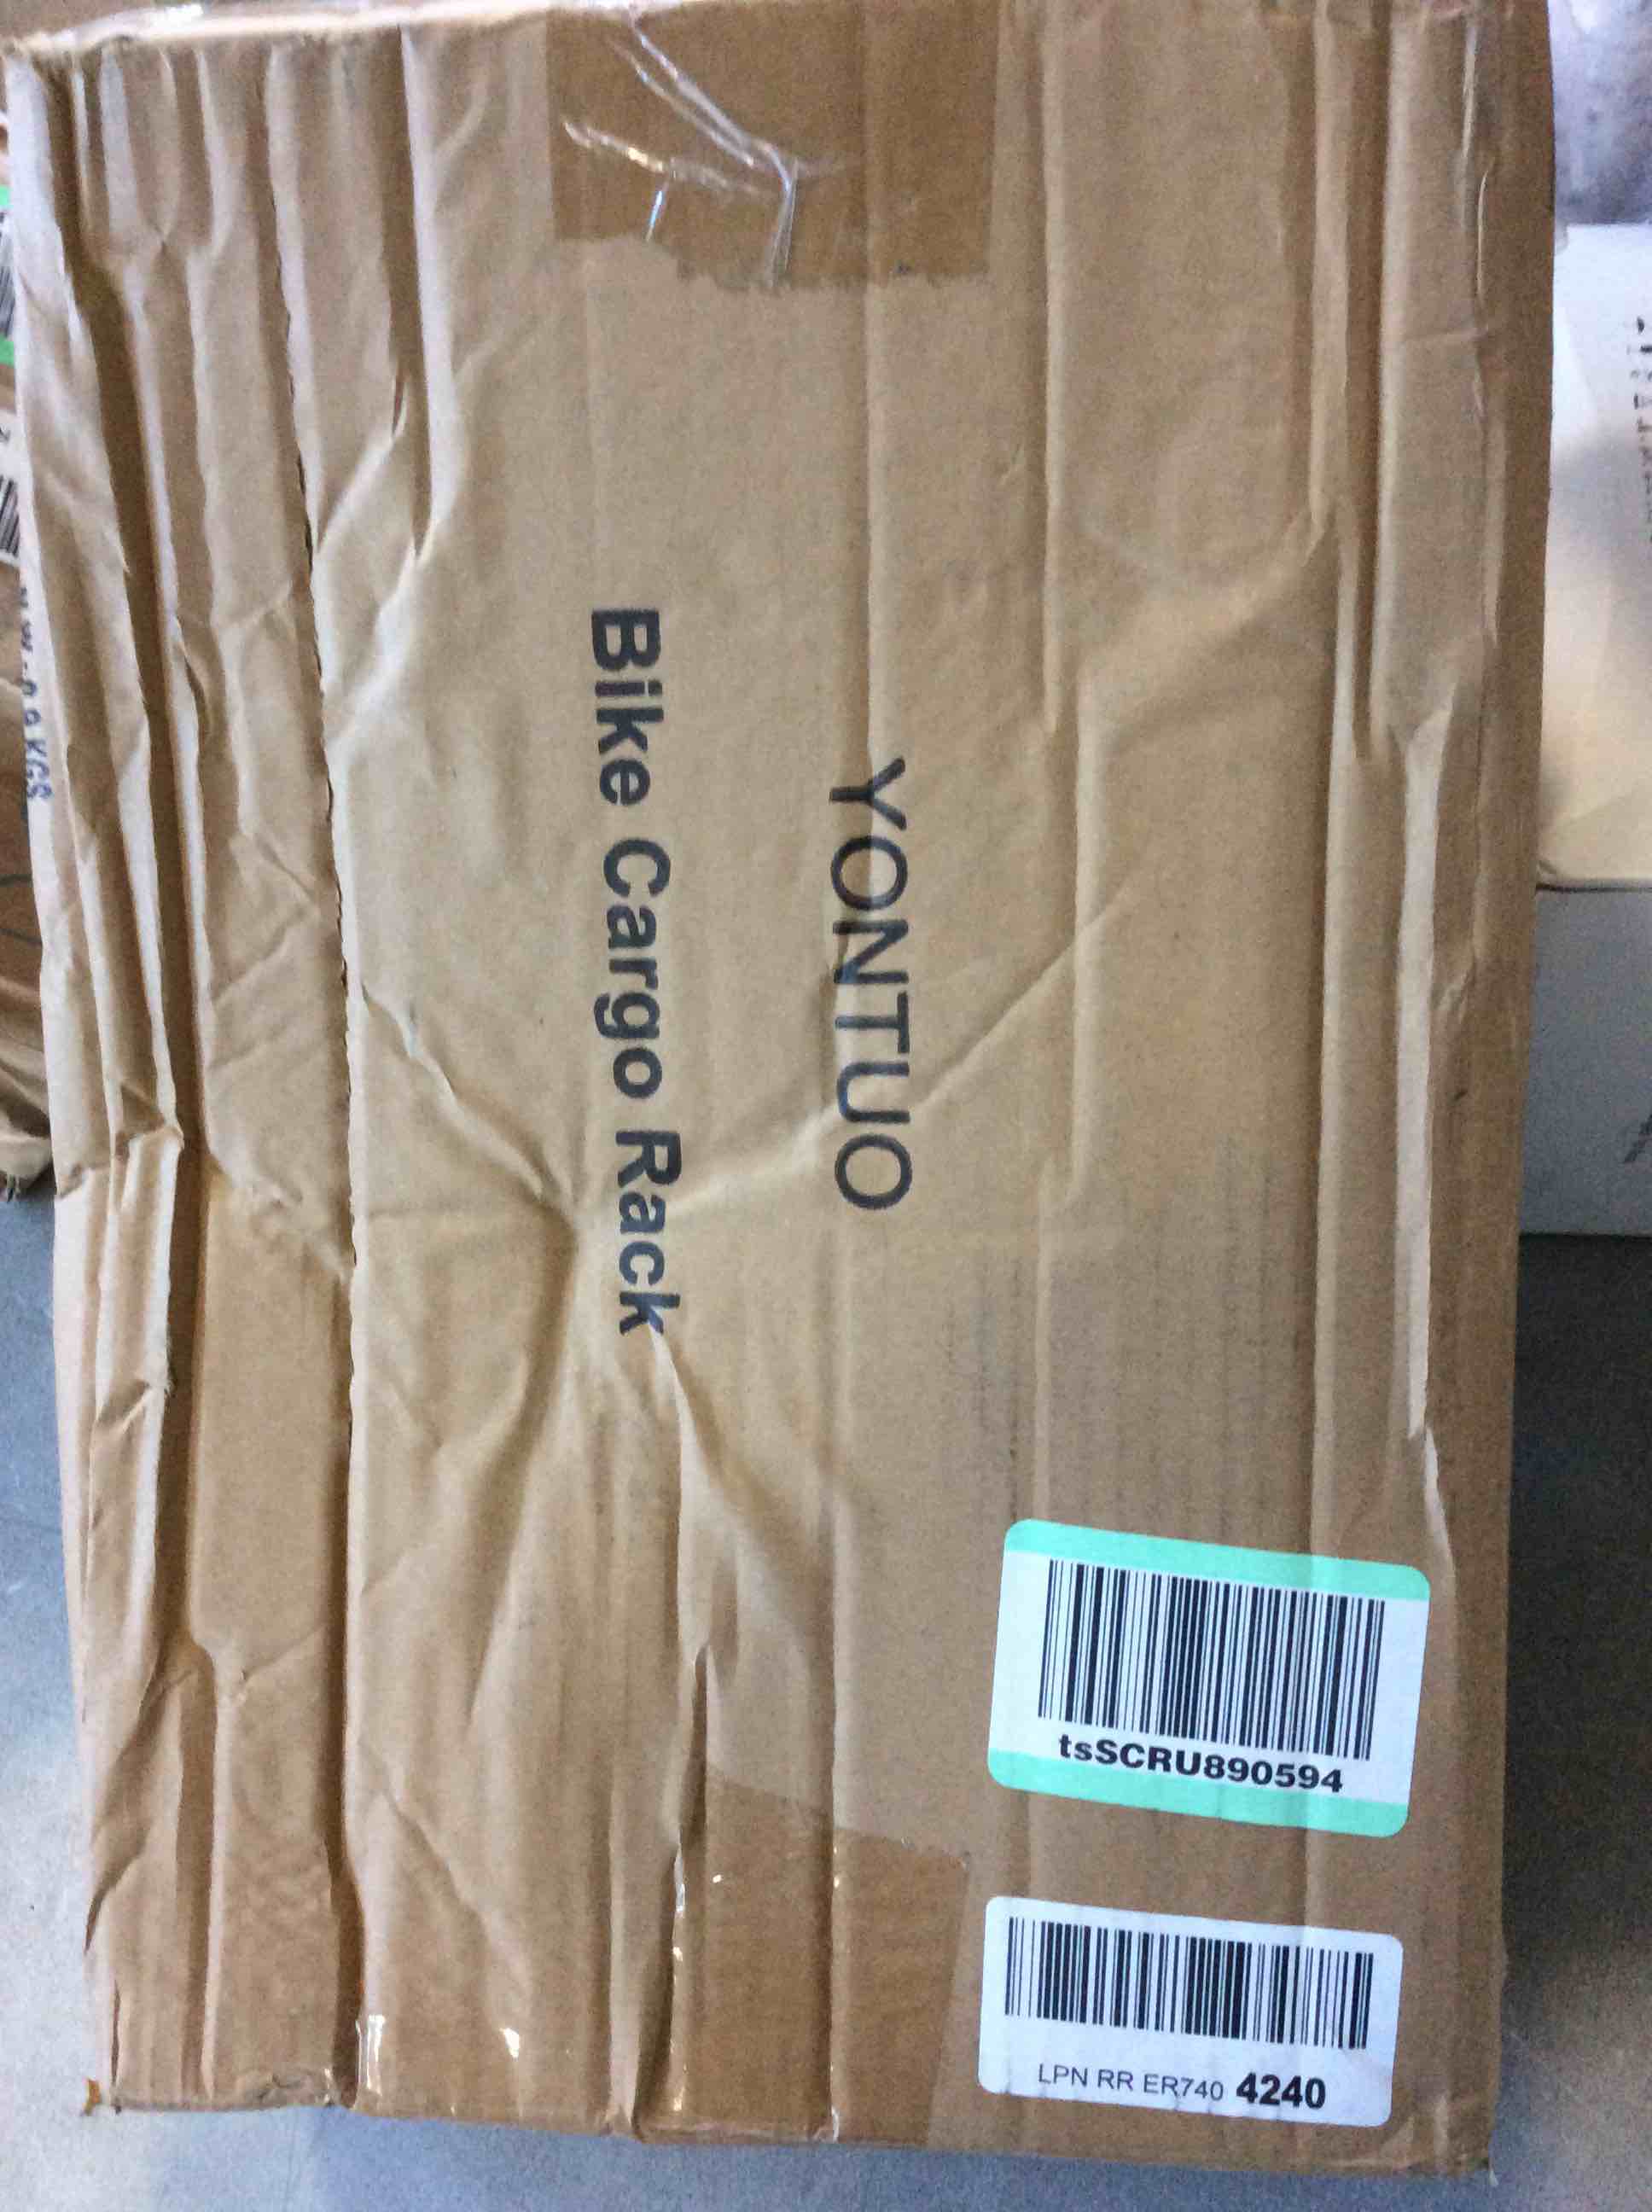 YONTUO
Bike Cargo Rack
tsSCRU890594
LPN RR ER740 4240